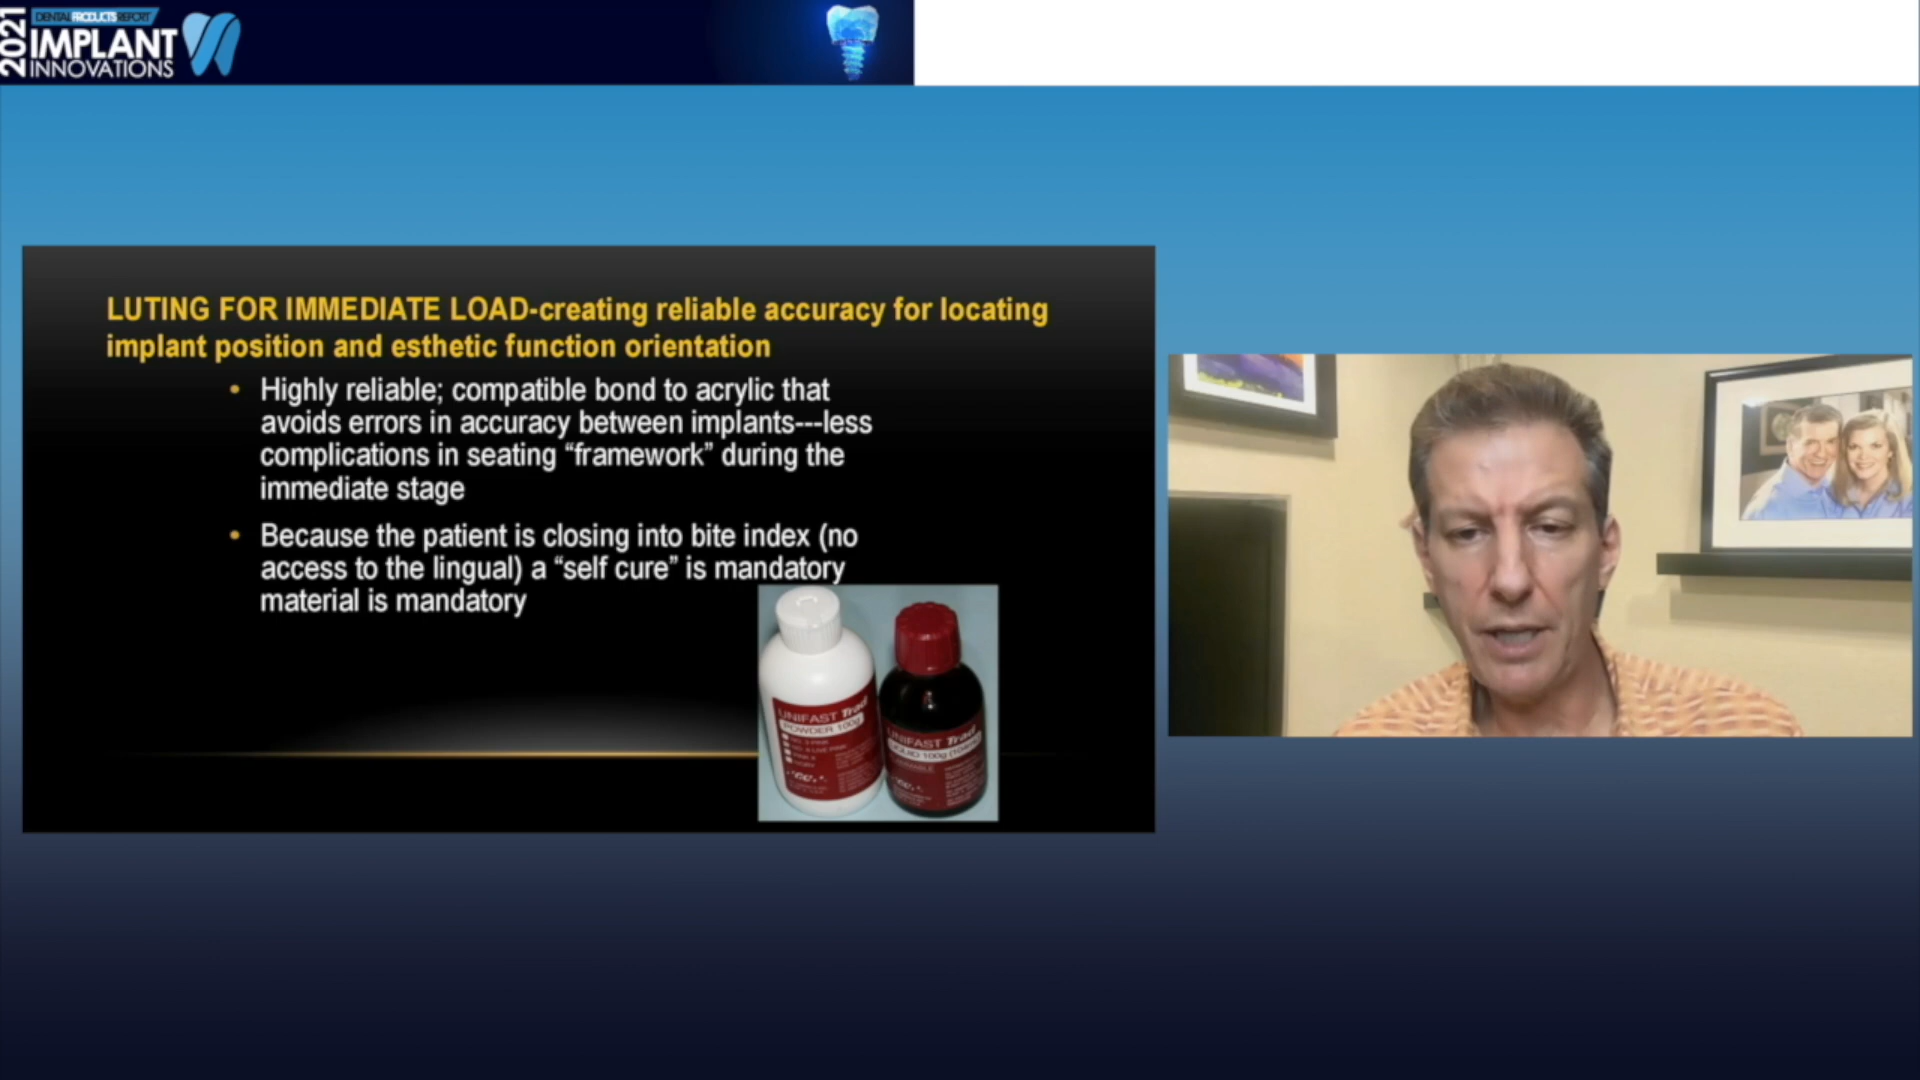 2021
DENTAL PRODUCTS REPORT
IMPLANT
INNOVATIONS
LUTING FOR IMMEDIATE LOAD-creating reliable accuracy for locating
implant position and esthetic function orientation
• Highly reliable; compatible bond to acrylic that
avoids errors in accuracy between implants---less
complications in seating “framework” during the
immediate stage
• Because the patient is closing into bite index (no
access to the lingual) a “self cure” is mandatory
material is mandatory
UNIFAST Trad
POWDER 100g
UNIFAST Trad
LIQUID 100g